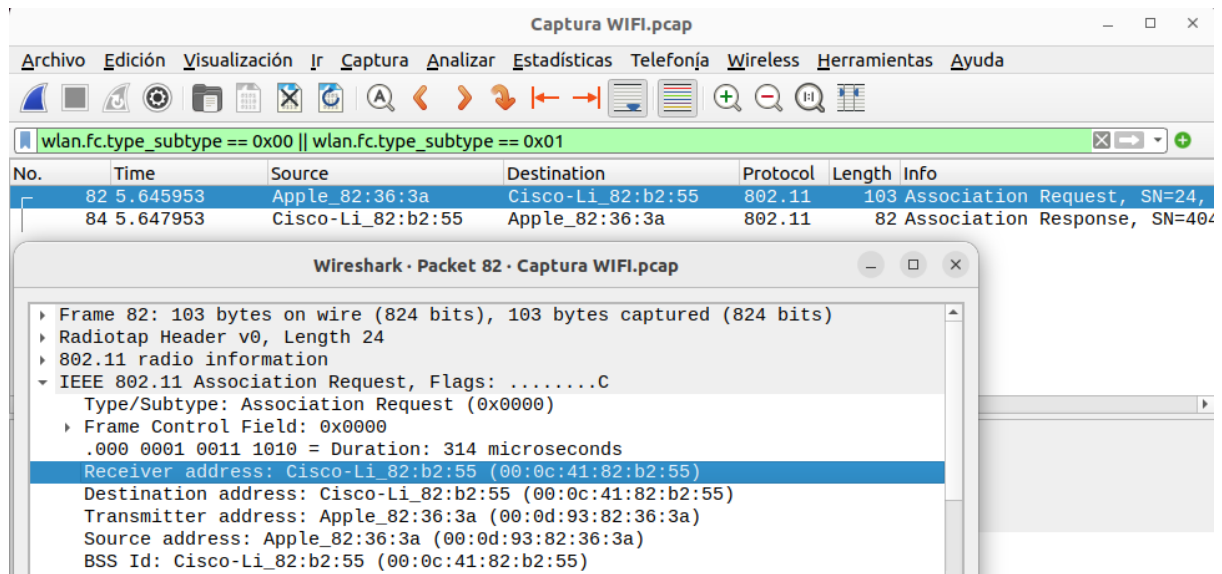 Captura WIFI.pcap
Archivo Edición Visualización Ir Captura Analizar Estadísticas Telefonía Wireless Herramientas Ayuda
wlan.fc.type_subtype == 0x00 || wlan.fc.type_subtype == 0x01
No. Time Source Destination Protocol Length Info
82 5.645953 Apple_82:36:3a Cisco-Li_82:b2:55 802.11 103 Association Request, SN=24,
84 5.647953 Cisco-Li_82:b2:55 Apple_82:36:3a 802.11 82 Association Response, SN=404
Wireshark · Packet 82 · Captura WIFI.pcap
Frame 82: 103 bytes on wire (824 bits), 103 bytes captured (824 bits)
Radiotap Header v0, Length 24
802.11 radio information
IEEE 802.11 Association Request, Flags: ........C
Type/Subtype: Association Request (0x0000)
Frame Control Field: 0x0000
.000 0001 0011 1010 = Duration: 314 microseconds
Receiver address: Cisco-Li_82:b2:55 (00:0c:41:82:b2:55)
Destination address: Cisco-Li_82:b2:55 (00:0c:41:82:b2:55)
Transmitter address: Apple_82:36:3a (00:0d:93:82:36:3a)
Source address: Apple_82:36:3a (00:0d:93:82:36:3a)
BSS Id: Cisco-Li_82:b2:55 (00:0c:41:82:b2:55)